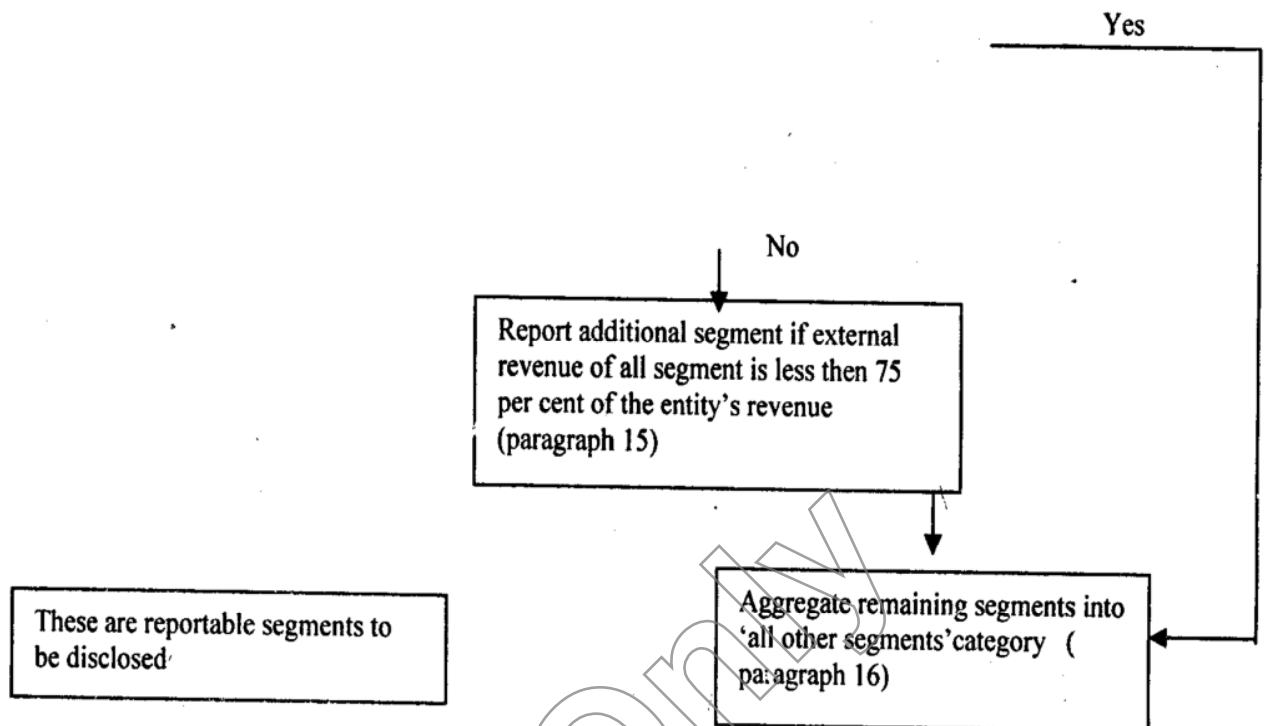 Yes
No
Report additional segment if external
revenue of all segment is less then 75
per cent of the entity's revenue
(paragraph 15)
These are reportable segments to
be disclosed
Aggregate remaining segments into
'all other segments'category (
paragraph 16)
Only